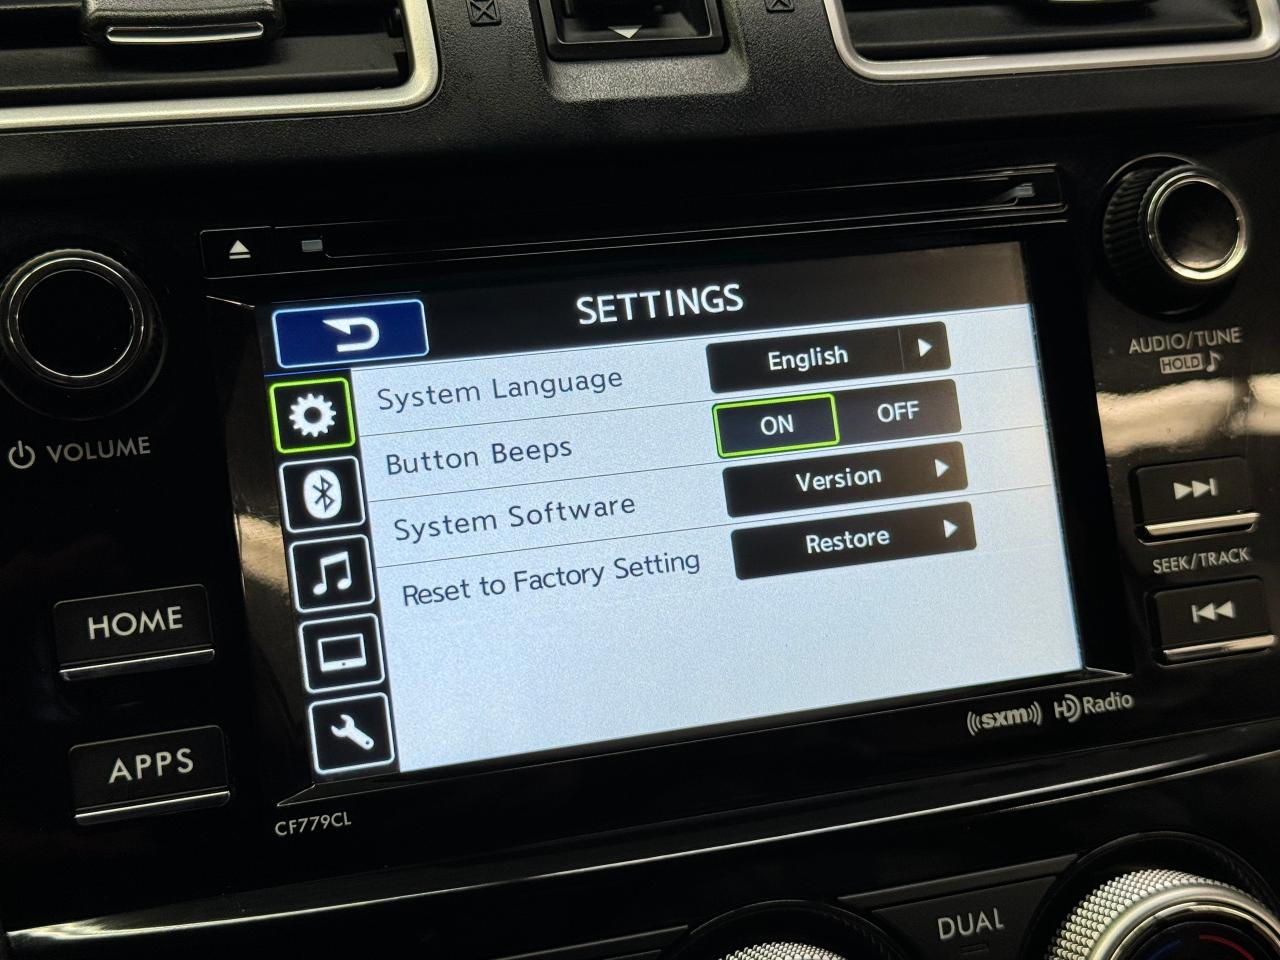 SETTINGS
System Language
English
Button Beeps
ON
OFF
System Software
Version
Reset to Factory Setting
Restore
VOLUME
HOME
APPS
AUDIO/TUNE
HOLD
SEEK/TRACK
sxm
HD Radio
CF779CL
DUAL